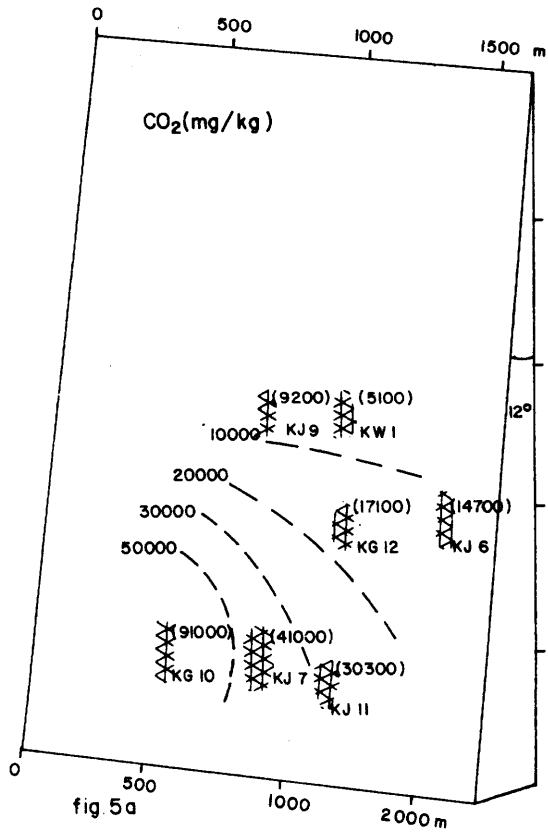 0 500 1000 1500 m
CO₂(mg/kg)
12°
(9200) (5100)
KJ 9 KW 1
10000
20000
(17100) (14700)
30000
KG 12 KJ 6
50000
(91000) (41000)
(30300)
KG 10 KJ 7
KJ 11
0 500 1000 2000 m
fig. 5a